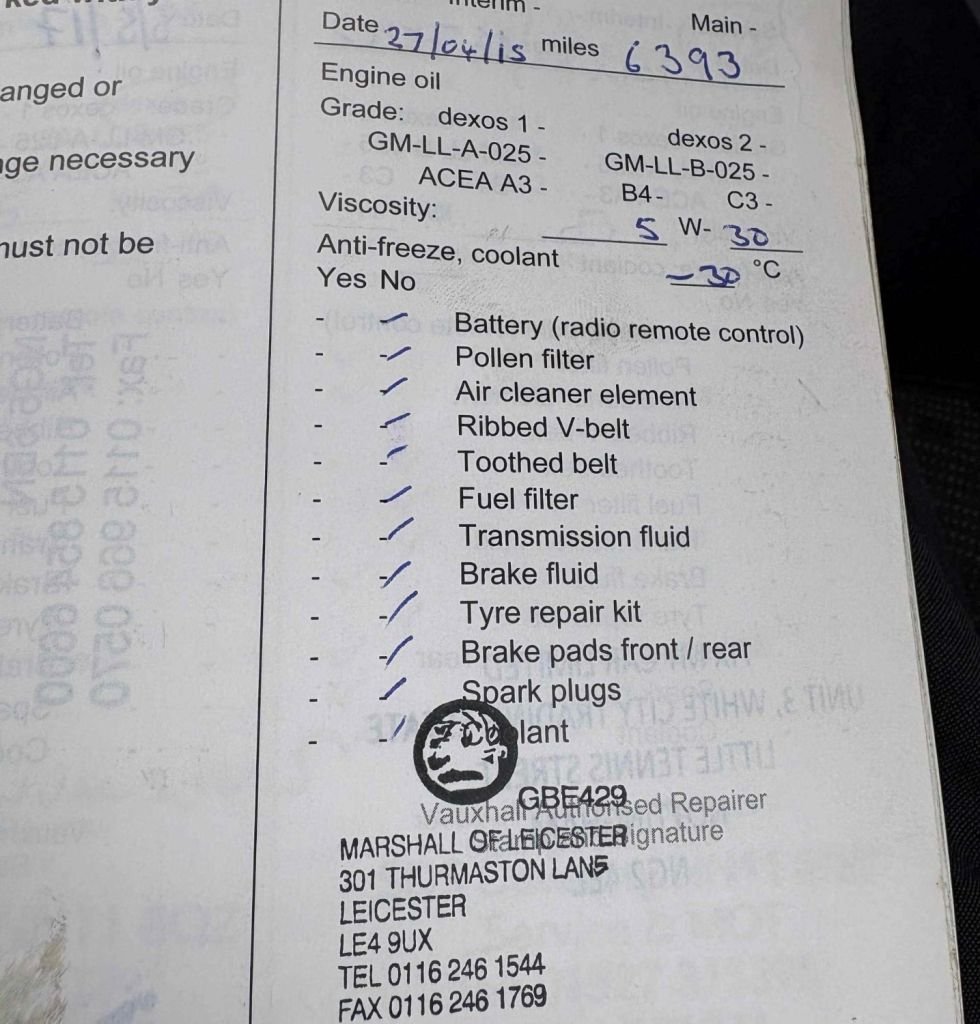 anged or
ge necessary
must not be
Interim -
Main -
Date 27/04/15 miles 6393
Engine oil
Grade: dexos 1 - dexos 2 -
GM-LL-A-025 - GM-LL-B-025 -
ACEA A3 - B4 - C3 -
Viscosity: 5 W- 30
Anti-freeze, coolant -30 °C
Yes No
- - Battery (radio remote control)
- - Pollen filter
- - Air cleaner element
- - Ribbed V-belt
- - Toothed belt
- - Fuel filter
- - Transmission fluid
- - Brake fluid
- - Tyre repair kit
- - Brake pads front / rear
- - Spark plugs
- - Coolant
GBE429
Vauxhall Authorised Repairer
Stamp and signature
MARSHALL OF LEICESTER
301 THURMASTON LANE
LEICESTER
LE4 9UX
TEL 0116 246 1544
FAX 0116 246 1769